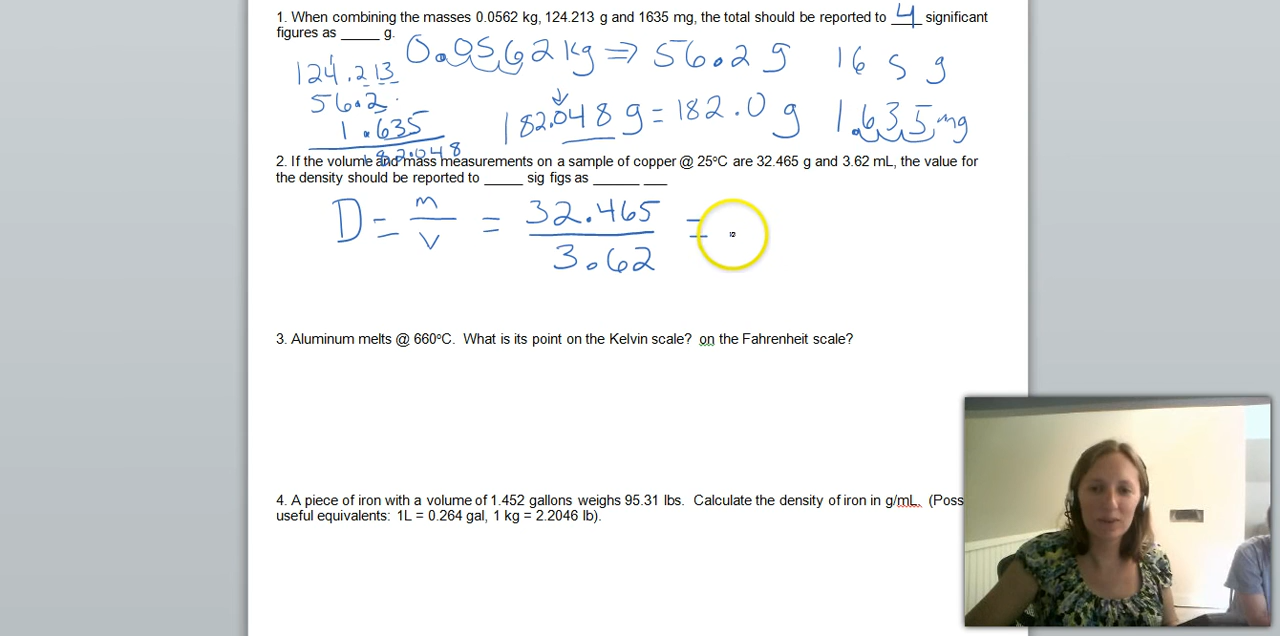 1. When combining the masses 0.0562 kg, 124.213 g and 1635 mg, the total should be reported to 4 significant
figures as _____ g.
0.0562 kg ⇒ 56.2 g 16 5 g
124.213
56.2
1.635
182.048
182.048 g = 182.0 g 1.635 mg
2. If the volume and mass measurements on a sample of copper @ 25°C are 32.465 g and 3.62 mL, the value for
the density should be reported to _____ sig figs as ______ ___
D = m/v = 32.465/3.62 =
3. Aluminum melts @ 660°C. What is its point on the Kelvin scale? on the Fahrenheit scale?
4. A piece of iron with a volume of 1.452 gallons weighs 95.31 lbs. Calculate the density of iron in g/mL. (Poss
useful equivalents: 1L = 0.264 gal, 1 kg = 2.2046 lb).